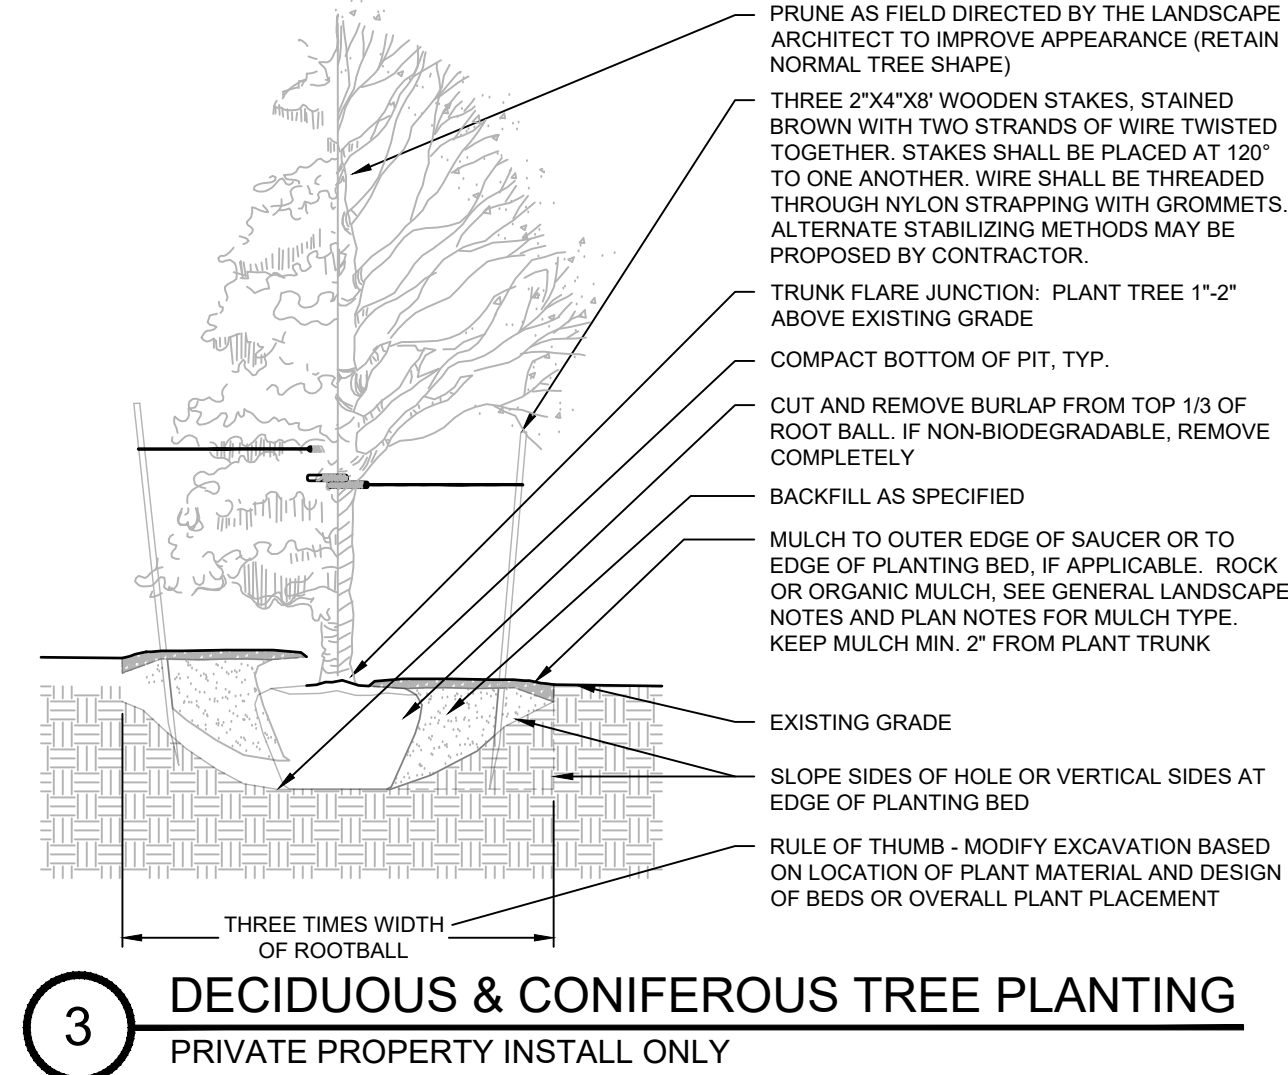 PRUNE AS FIELD DIRECTED BY THE LANDSCAPE
ARCHITECT TO IMPROVE APPEARANCE (RETAIN
NORMAL TREE SHAPE)
THREE 2"X4"X8' WOODEN STAKES, STAINED
BROWN WITH TWO STRANDS OF WIRE TWISTED
TOGETHER. STAKES SHALL BE PLACED AT 120°
TO ONE ANOTHER. WIRE SHALL BE THREADED
THROUGH NYLON STRAPPING WITH GROMMETS.
ALTERNATE STABILIZING METHODS MAY BE
PROPOSED BY CONTRACTOR.
TRUNK FLARE JUNCTION: PLANT TREE 1"-2"
ABOVE EXISTING GRADE
COMPACT BOTTOM OF PIT, TYP.
CUT AND REMOVE BURLAP FROM TOP 1/3 OF
ROOT BALL. IF NON-BIODEGRADABLE, REMOVE
COMPLETELY
BACKFILL AS SPECIFIED
MULCH TO OUTER EDGE OF SAUCER OR TO
EDGE OF PLANTING BED, IF APPLICABLE. ROCK
OR ORGANIC MULCH, SEE GENERAL LANDSCAPE
NOTES AND PLAN NOTES FOR MULCH TYPE.
KEEP MULCH MIN. 2" FROM PLANT TRUNK
EXISTING GRADE
SLOPE SIDES OF HOLE OR VERTICAL SIDES AT
EDGE OF PLANTING BED
RULE OF THUMB - MODIFY EXCAVATION BASED
ON LOCATION OF PLANT MATERIAL AND DESIGN
OF BEDS OR OVERALL PLANT PLACEMENT
THREE TIMES WIDTH
OF ROOTBALL
3
DECIDUOUS & CONIFEROUS TREE PLANTING
PRIVATE PROPERTY INSTALL ONLY